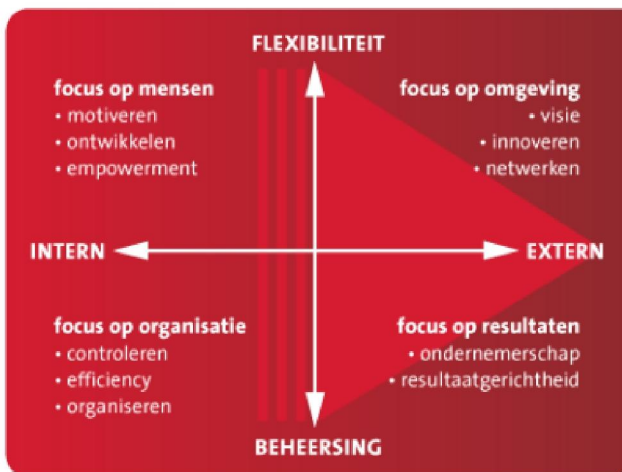 FLEXIBILITEIT
focus op mensen
• motiveren
• ontwikkelen
• empowerment
focus op omgeving
• visie
• innoveren
• netwerken
INTERN
EXTERN
focus op organisatie
• controleren
• efficiency
• organiseren
focus op resultaten
• ondernemerschap
• resultaatgerichtheid
BEHEERSING